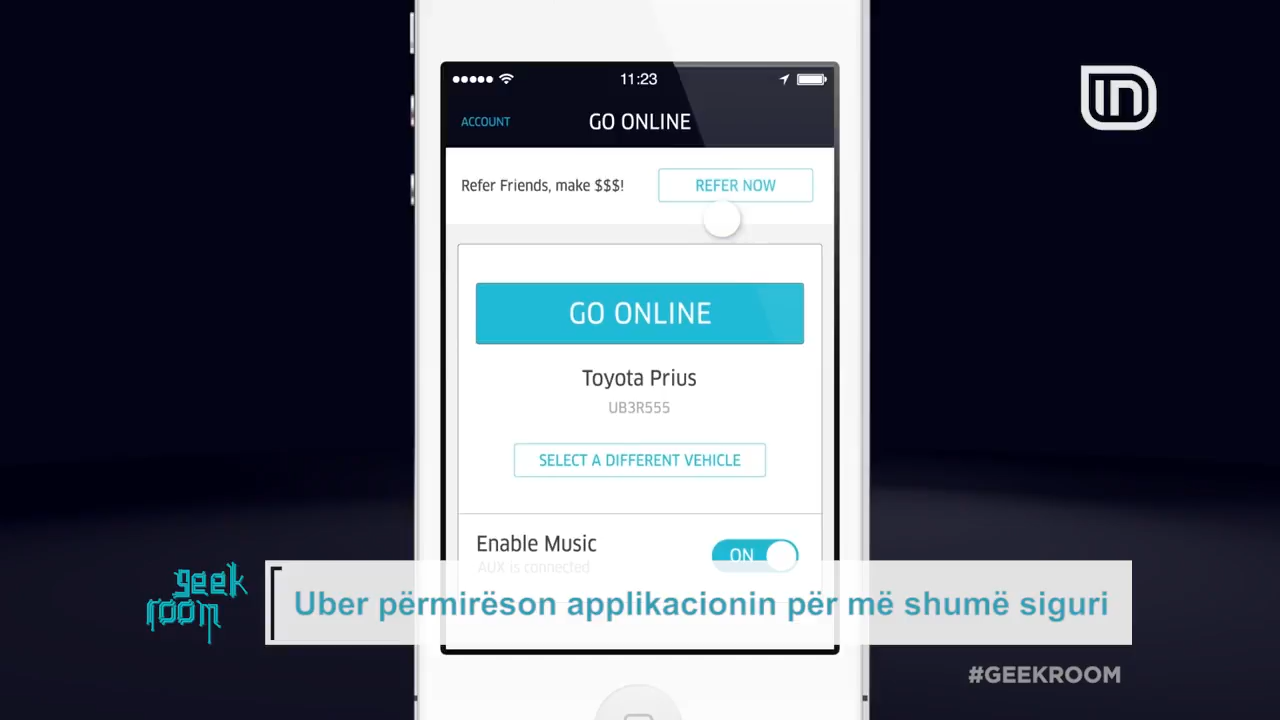 11:23
ACCOUNT
GO ONLINE
Refer Friends, make $$$!
REFER NOW
GO ONLINE
Toyota Prius
UB3R555
SELECT A DIFFERENT VEHICLE
Enable Music
ON
AUX is connected
geek
room
Uber përmirëson applikacionin për më shumë siguri
#GEEKROOM
IN